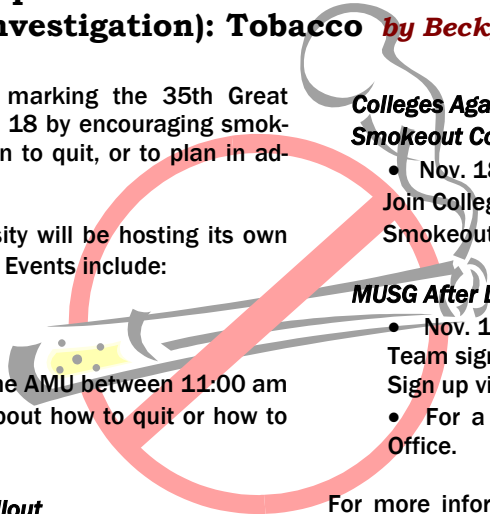 nvestigation): Tobacco by Beck
marking the 35th Great
18 by encouraging smok-
n to quit, or to plan in ad-
sity will be hosting its own
Events include:
he AMU between 11:00 am
bout how to quit or how to
llout
Colleges Aga
Smokeout Co
• Nov. 18
Join Colleg
Smokeout
MUSG After D
• Nov. 1
Team sign
Sign up vi
• For a
Office.
For more infor